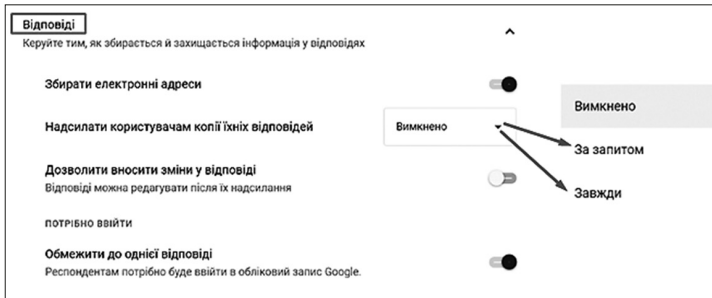 Відповіді
Керуйте тим, як збирається й захищається інформація у відповідях
Збирати електронні адреси
Надсилати користувачам копії їхніх відповідей
Вимкнено
Вимкнено
За запитом
Завжди
Дозволити вносити зміни у відповіді
Відповіді можна редагувати після їх надсилання
ПОТРІБНО ВВІЙТИ
Обмежити до однієї відповіді
Респондентам потрібно буде ввійти в обліковий запис Google.